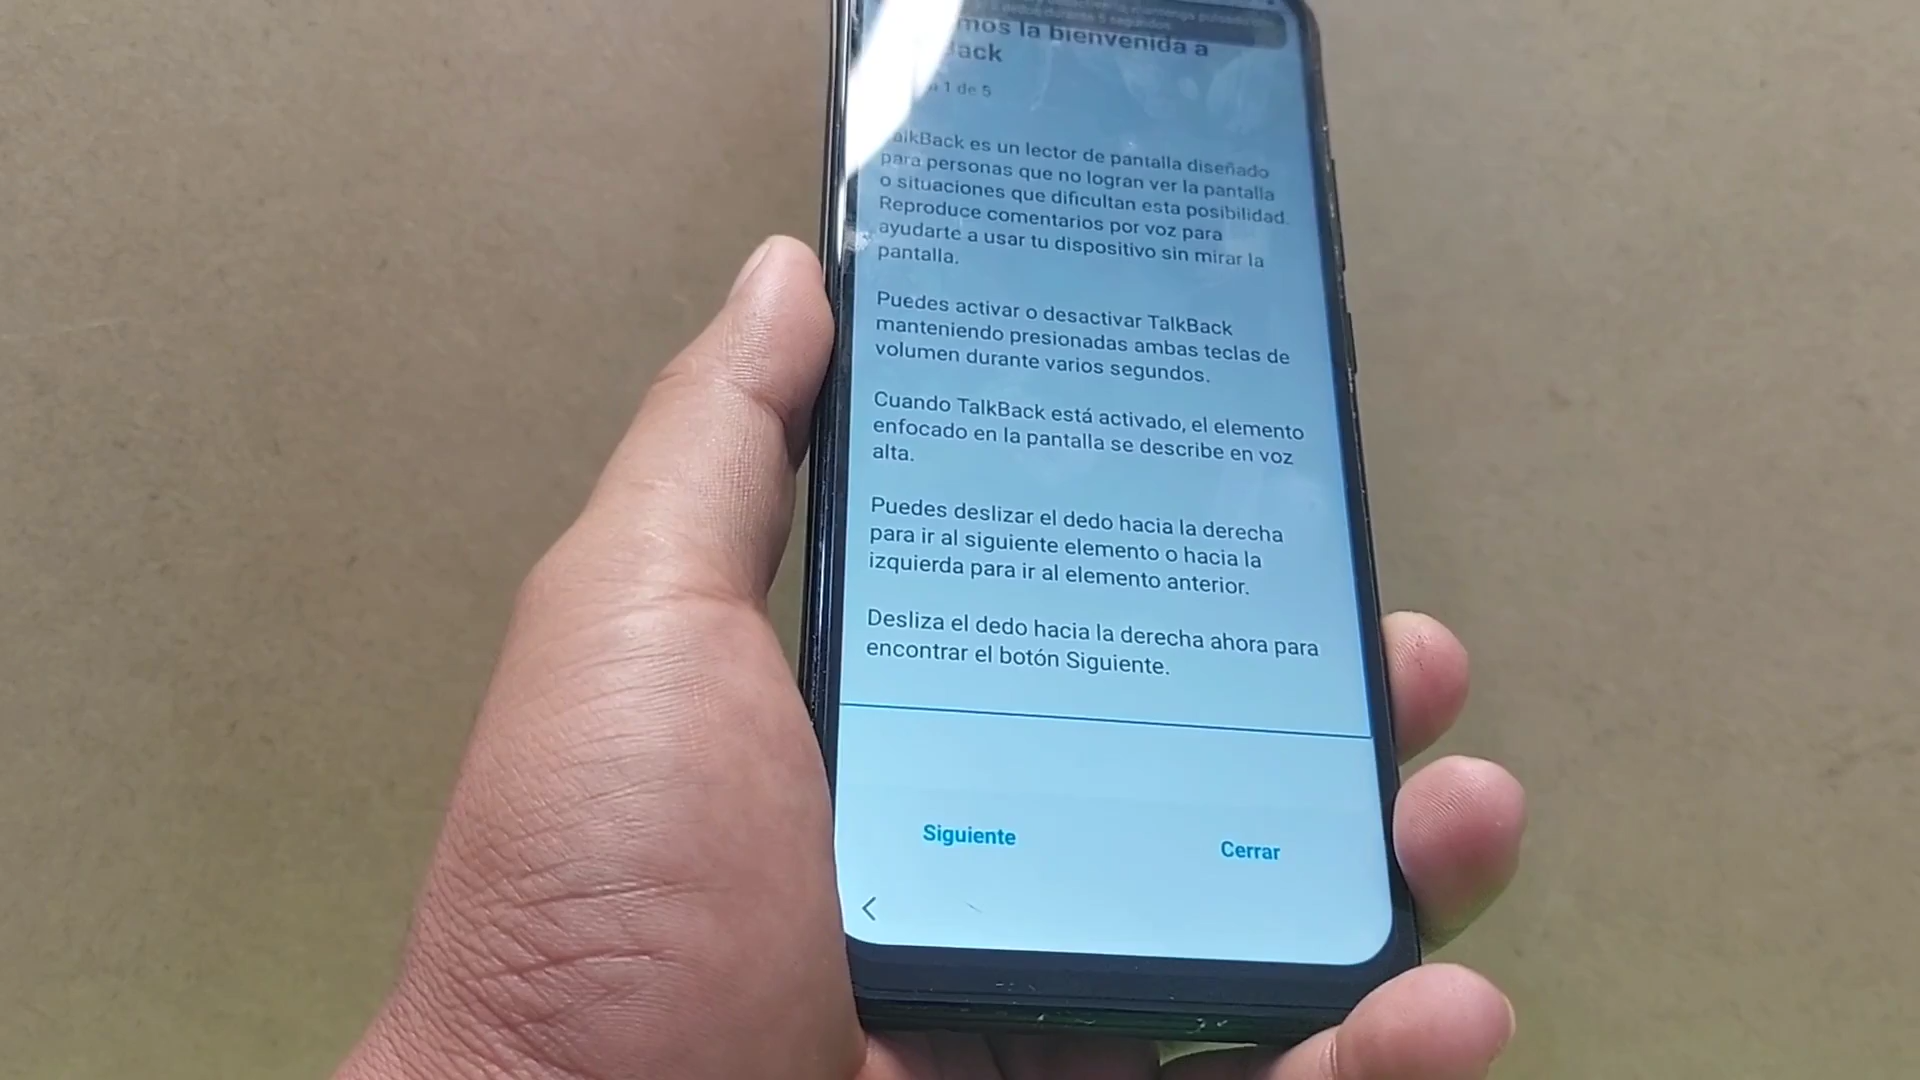 mos la bienvenida a
Back
1 de 5
TalkBack es un lector de pantalla diseñado
para personas que no logran ver la pantalla
o situaciones que dificultan esta posibilidad.
Reproduce comentarios por voz para
ayudarte a usar tu dispositivo sin mirar la
pantalla.
Puedes activar o desactivar TalkBack
manteniendo presionadas ambas teclas de
volumen durante varios segundos.
Cuando TalkBack está activado, el elemento
enfocado en la pantalla se describe en voz
alta.
Puedes deslizar el dedo hacia la derecha
para ir al siguiente elemento o hacia la
izquierda para ir al elemento anterior.
Desliza el dedo hacia la derecha ahora para
encontrar el botón Siguiente.
Siguiente
Cerrar